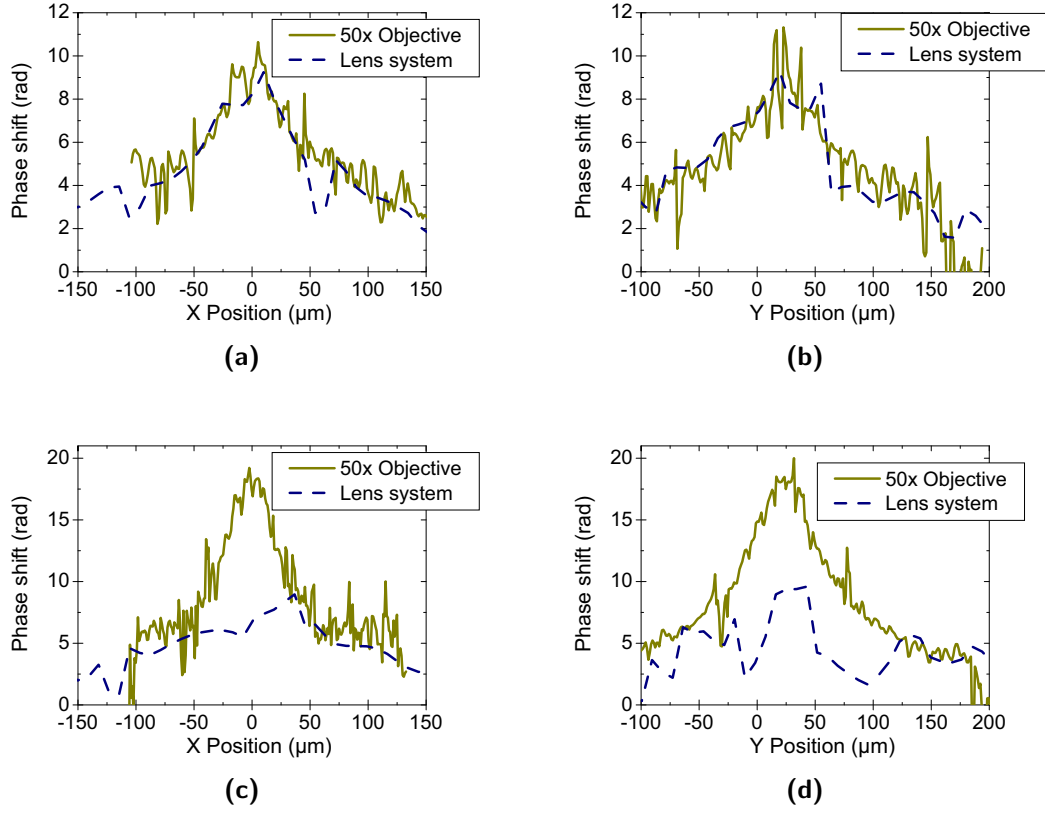 12
10
8
6
4
2
0
Phase shift (rad)
50x Objective
Lens system
-150 -100 -50 0 50 100 150
X Position (µm)
(a)
12
10
8
6
4
2
0
Phase shift (rad)
50x Objective
Lens system
-100 -50 0 50 100 150 200
Y Position (µm)
(b)
20
15
10
5
0
Phase shift (rad)
50x Objective
Lens system
-150 -100 -50 0 50 100 150
X Position (µm)
(c)
20
15
10
5
0
Phase shift (rad)
50x Objective
Lens system
-100 -50 0 50 100 150 200
Y Position (µm)
(d)